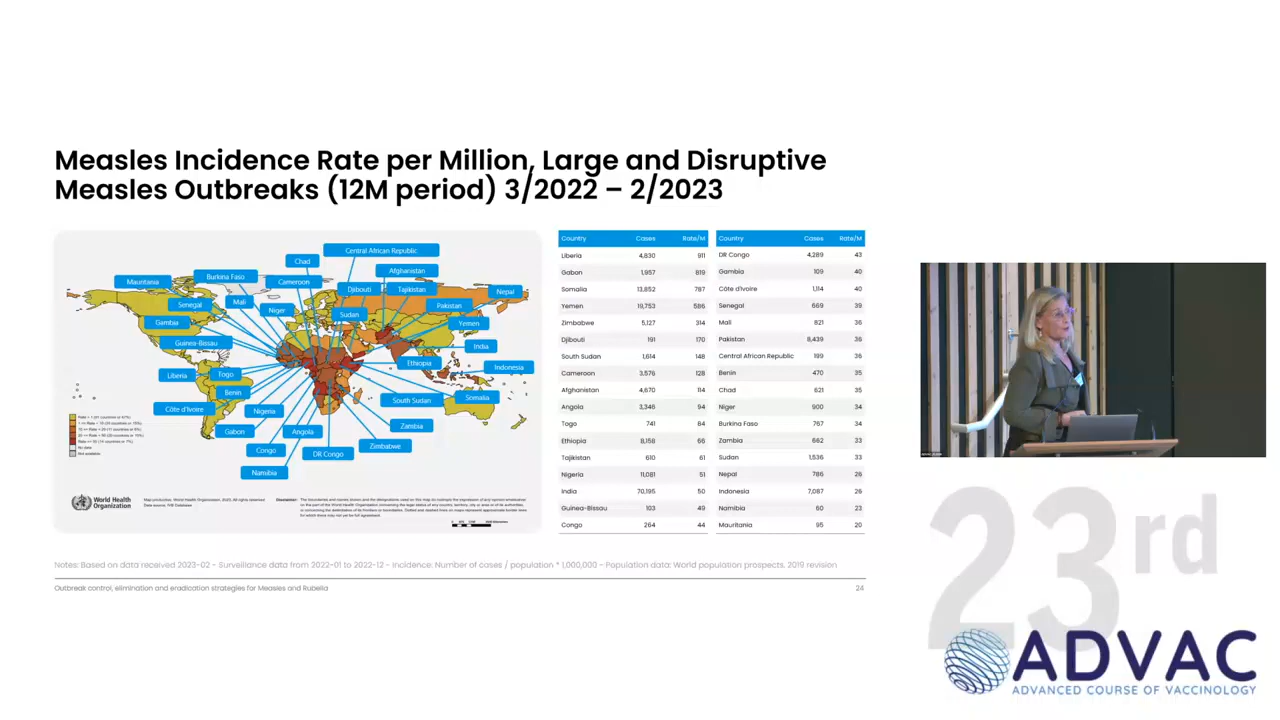 Measles Incidence Rate per Million, Large and Disruptive
Measles Outbreaks (12M period) 3/2022 – 2/2023
Central African Republic
Chad
Afghanistan
Mauritania
Burkina Faso
Cameroon
Djibouti
Tajikistan
Nepal
Senegal
Mali
Niger
Pakistan
Sudan
Gambia
Yemen
Guinea-Bissau
India
Ethiopia
Indonesia
Liberia
Togo
Benin
South Sudan
Somalia
Côte d'Ivoire
Nigeria
Zambia
Gabon
Angola
Congo
DR Congo
Zimbabwe
Namibia
World Health
Organization
Country Cases Rate/M
Liberia 4,830 911
Gabon 1,957 819
Somalia 13,852 787
Yemen 19,753 586
Zimbabwe 5,127 314
Djibouti 191 170
South Sudan 1,614 148
Cameroon 3,576 128
Afghanistan 4,670 114
Angola 3,346 94
Togo 741 84
Ethiopia 8,158 66
Tajikistan 610 61
Nigeria 11,081 51
India 70,195 50
Guinea-Bissau 103 49
Congo 264 44
Country Cases Rate/M
DR Congo 4,289 43
Gambia 109 40
Côte d'Ivoire 1,114 40
Senegal 669 39
Mali 821 36
Pakistan 8,439 36
Central African Republic 199 36
Benin 470 35
Chad 621 35
Niger 900 34
Burkina Faso 767 34
Zambia 662 33
Sudan 1,536 33
Nepal 786 26
Indonesia 7,087 26
Namibia 60 23
Mauritania 95 20
Notes: Based on data received 2023-02 - Surveillance data from 2022-01 to 2022-12 - Incidence: Number of cases / population * 1,000,000 - Population data: World population prospects, 2019 revision
Outbreak control, elimination and eradication strategies for Measles and Rubella
24
23rd
ADVAC
ADVANCED COURSE OF VACCINOLOGY